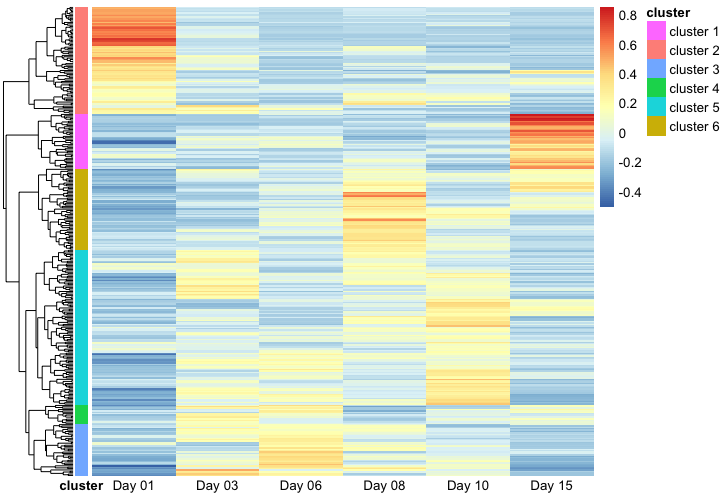 0.8
0.6
0.4
0.2
0
-0.2
-0.4
cluster
cluster 1
cluster 2
cluster 3
cluster 4
cluster 5
cluster 6
cluster Day 01 Day 03 Day 06 Day 08 Day 10 Day 15